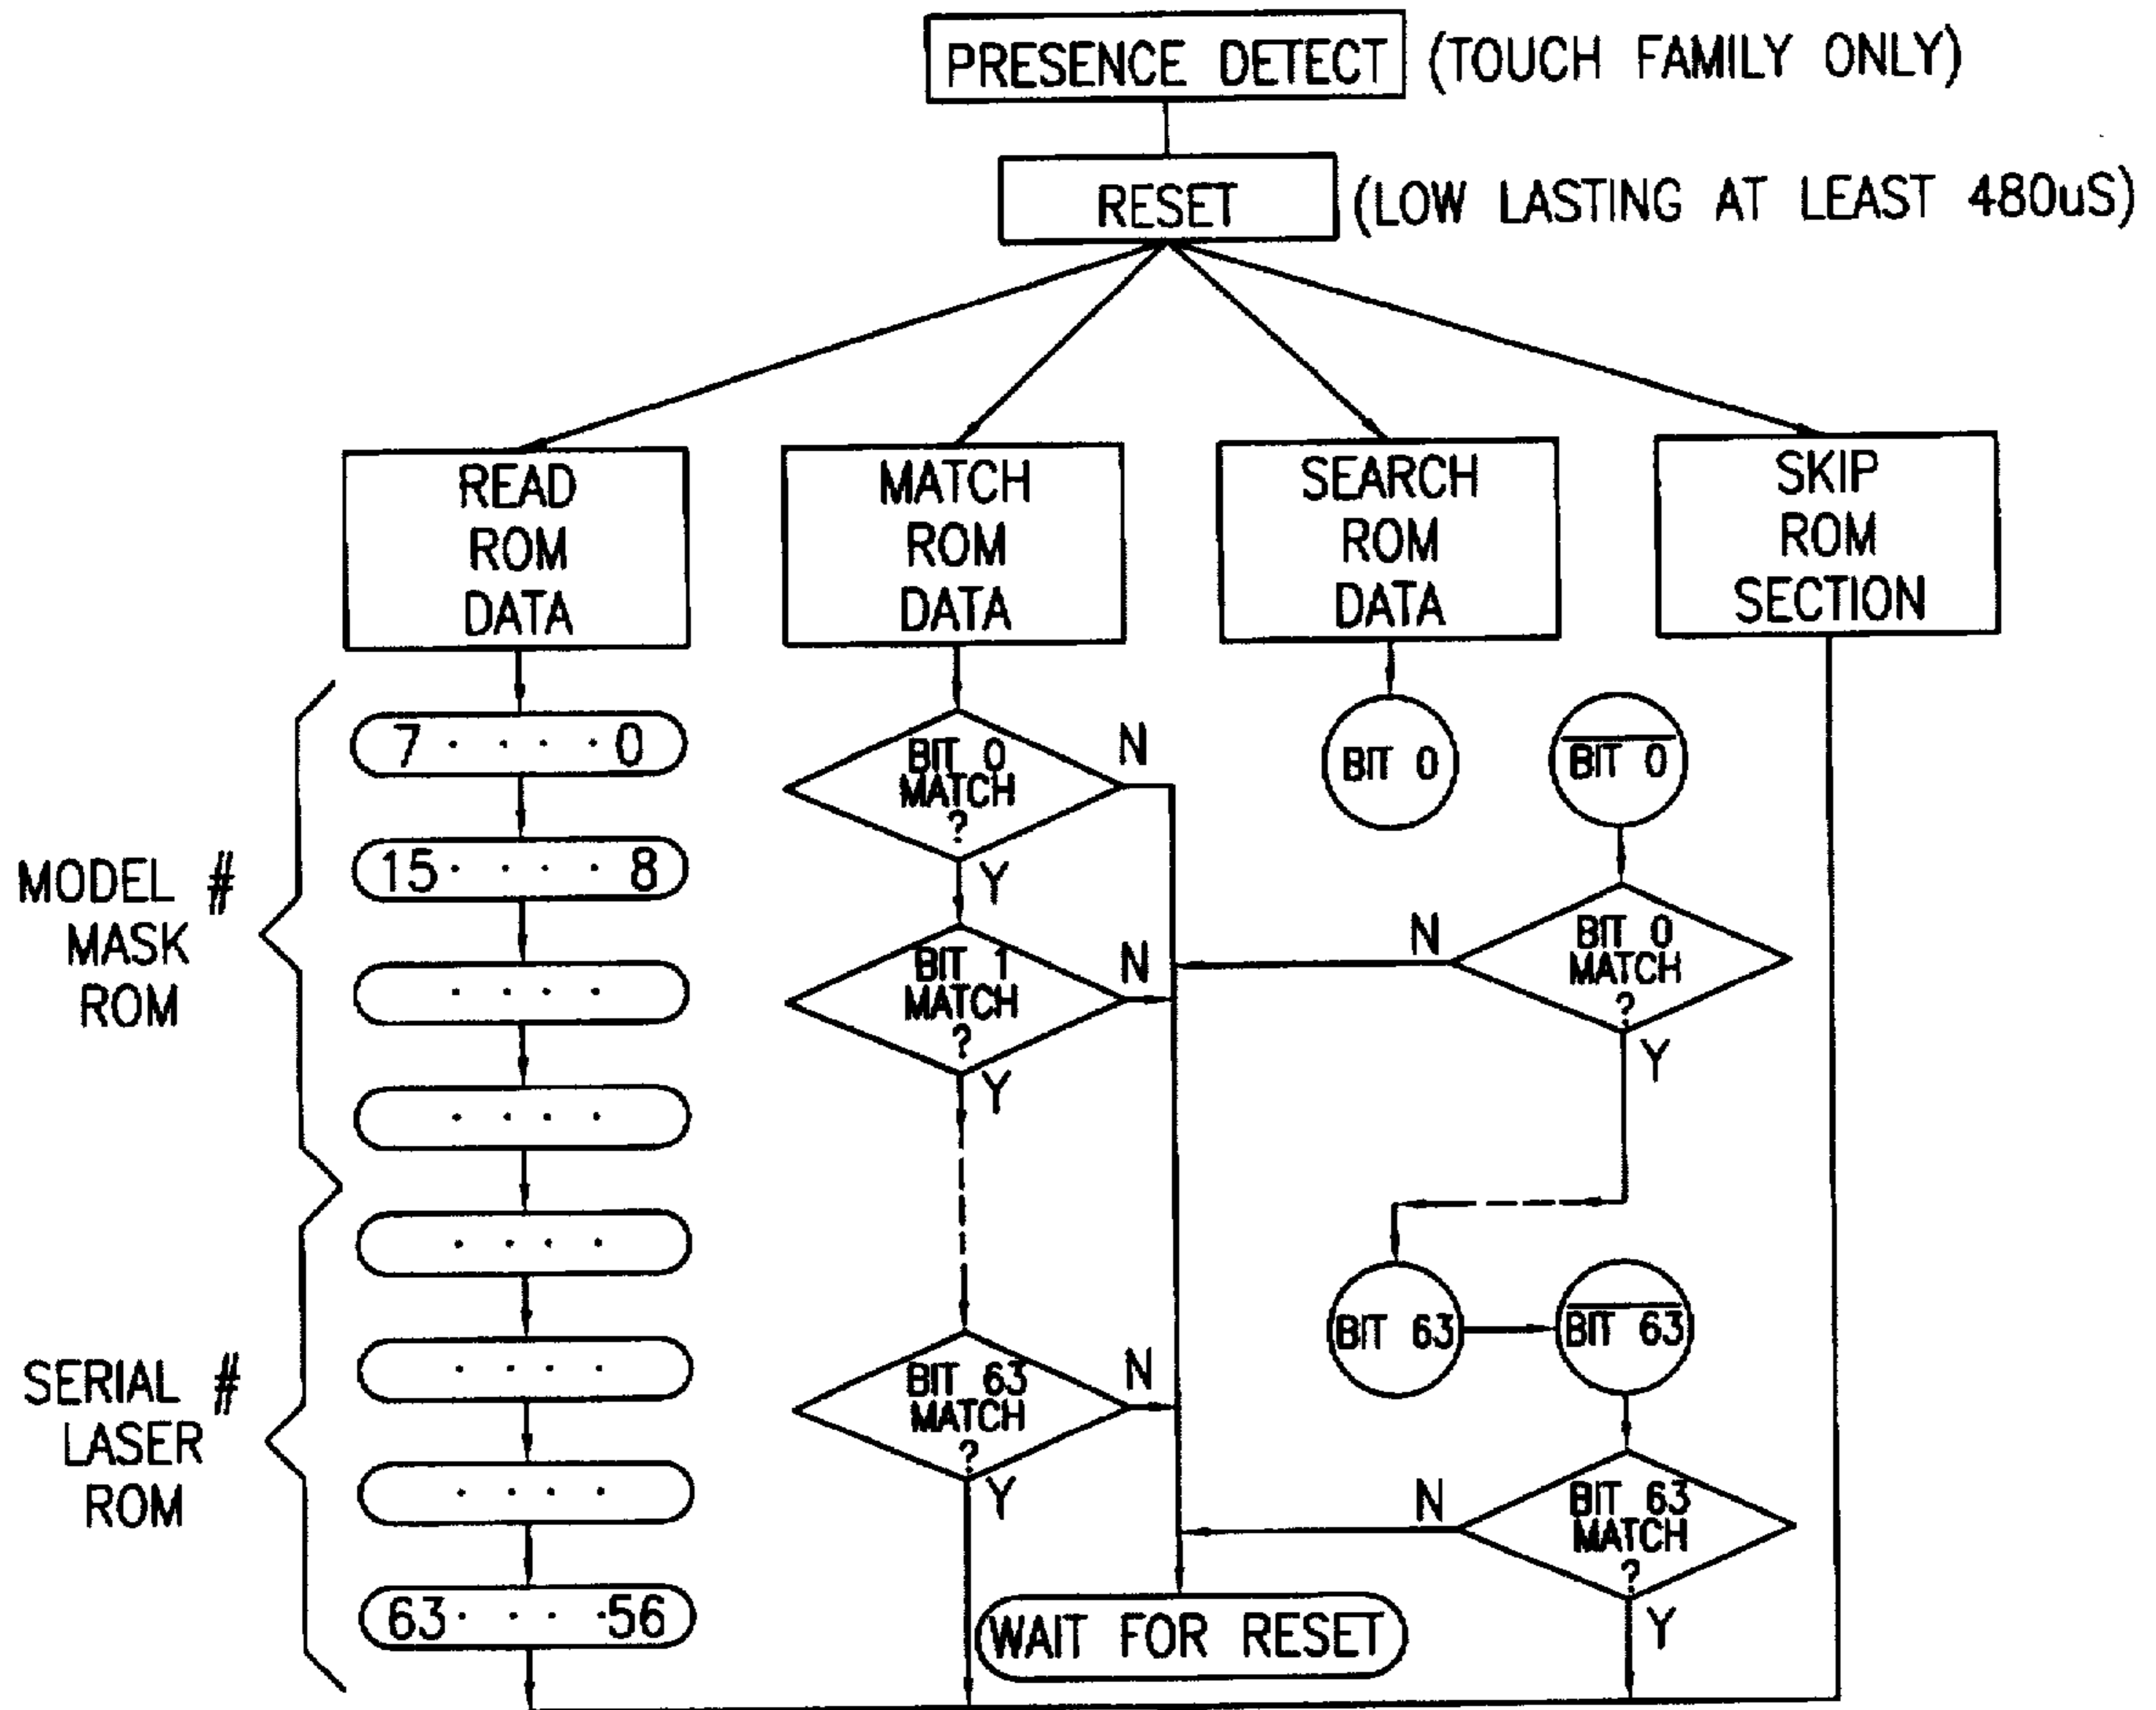 PRESENCE DETECT (TOUCH FAMILY ONLY)
RESET (LOW LASTING AT LEAST 480uS)
READ
ROM
DATA
MATCH
ROM
DATA
SEARCH
ROM
DATA
SKIP
ROM
SECTION
MODEL #
MASK
ROM
SERIAL #
LASER
ROM
7 · · · · 0
15 · · · · 8
· · · ·
· · · ·
· · · ·
· · · ·
· · · ·
63 · · · · 56
BIT 0
MATCH
?
N
Y
BIT 1
MATCH
?
N
Y
BIT 63
MATCH
?
N
Y
BIT 0
B̅I̅T̅ ̅0̅
BIT 0
MATCH
?
N
Y
BIT 63
B̅I̅T̅ ̅6̅3̅
BIT 63
MATCH
?
N
Y
WAIT FOR RESET